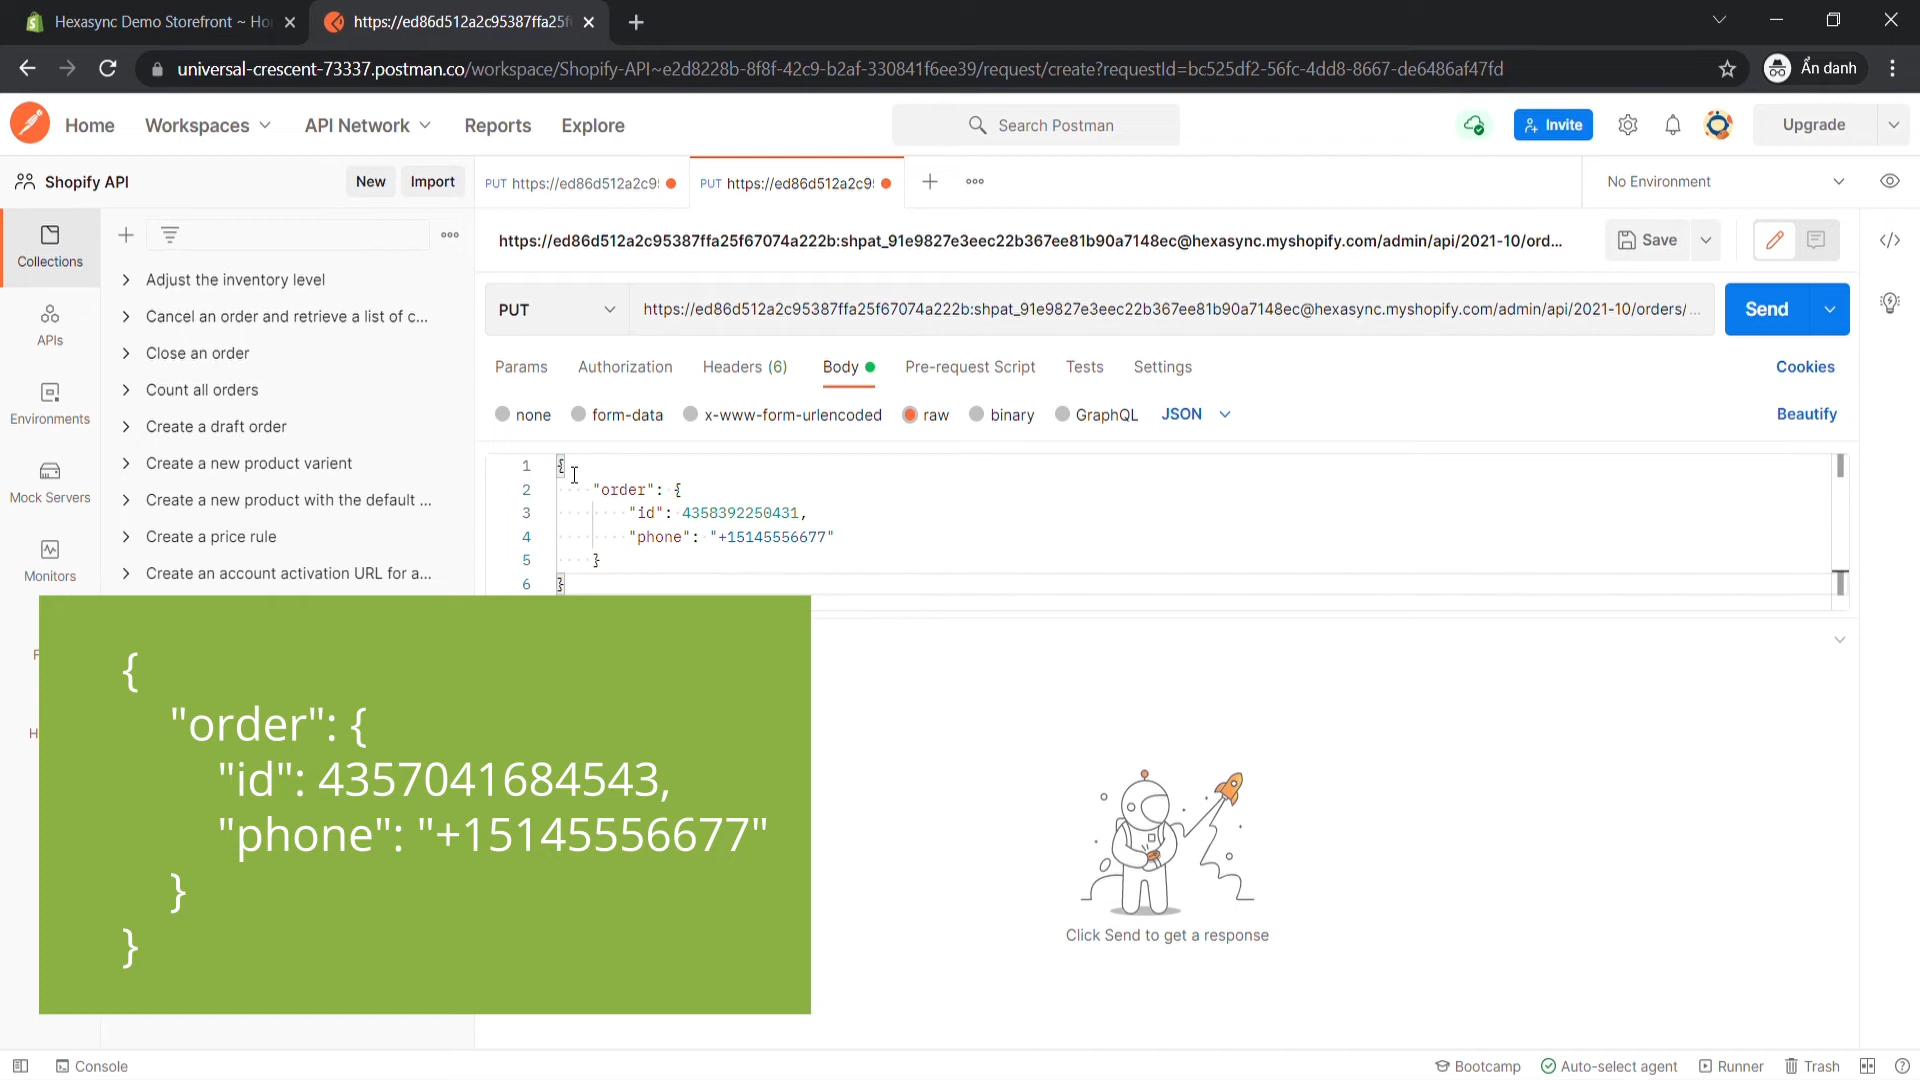 Hexasync Demo Storefront ~ Ho
https://ed86d512a2c95387ffa25f6
universal-crescent-73337.postman.co/workspace/Shopify-API~e2d8228b-8f8f-42c9-b2af-330841f6ee39/request/create?requestId=bc525df2-56fc-4dd8-8667-de6486af47fd
Ẩn danh
Home
Workspaces
API Network
Reports
Explore
Search Postman
Invite
Upgrade
Shopify API
New
Import
PUT https://ed86d512a2c9
PUT https://ed86d512a2c9
No Environment
Collections
APIs
Environments
Mock Servers
Monitors
F
H
Adjust the inventory level
Cancel an order and retrieve a list of c...
Close an order
Count all orders
Create a draft order
Create a new product varient
Create a new product with the default ...
Create a price rule
Create an account activation URL for a...
https://ed86d512a2c95387ffa25f67074a222b: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@hexasync.myshopify.com/admin/api/2021-10/ord...
Save
PUT
https://ed86d512a2c95387ffa25f67074a222b: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@hexasync.myshopify.com/admin/api/2021-10/orders/ ...
Send
Params
Authorization
Headers (6)
Body
Pre-request Script
Tests
Settings
Cookies
none
form-data
x-www-form-urlencoded
raw
binary
GraphQL
JSON
Beautify
1 {
2 "order": {
3 "id": 4358392250431,
4 "phone": "+15145556677"
5 }
6 }
{
"order": {
"id": 4357041684543,
"phone": "+15145556677"
}
}
Click Send to get a response
Console
Bootcamp
Auto-select agent
Runner
Trash